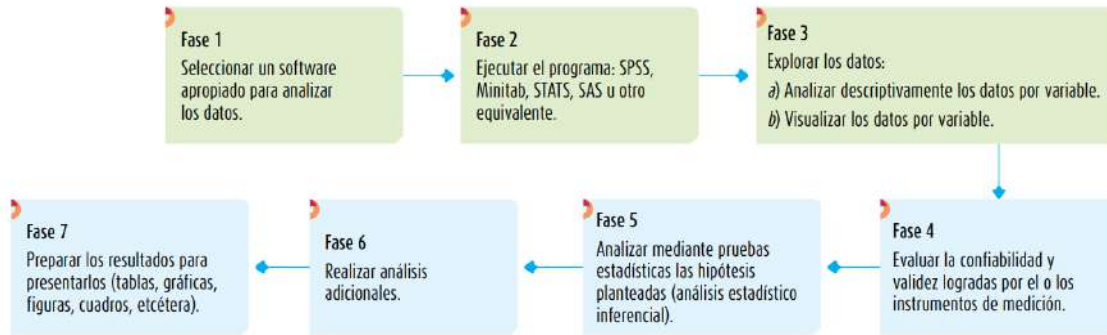 Fase 1
Seleccionar un software
apropiado para analizar
los datos.
Fase 2
Ejecutar el programa: SPSS,
Minitab, STATS, SAS u otro
equivalente.
Fase 3
Explorar los datos:
a) Analizar descriptivamente los datos por variable.
b) Visualizar los datos por variable.
Fase 4
Evaluar la confiabilidad y
validez logradas por el o los
instrumentos de medición.
Fase 5
Analizar mediante pruebas
estadísticas las hipótesis
planteadas (análisis estadístico
inferencial).
Fase 6
Realizar análisis
adicionales.
Fase 7
Preparar los resultados para
presentarlos (tablas, gráficas,
figuras, cuadros, etcétera).